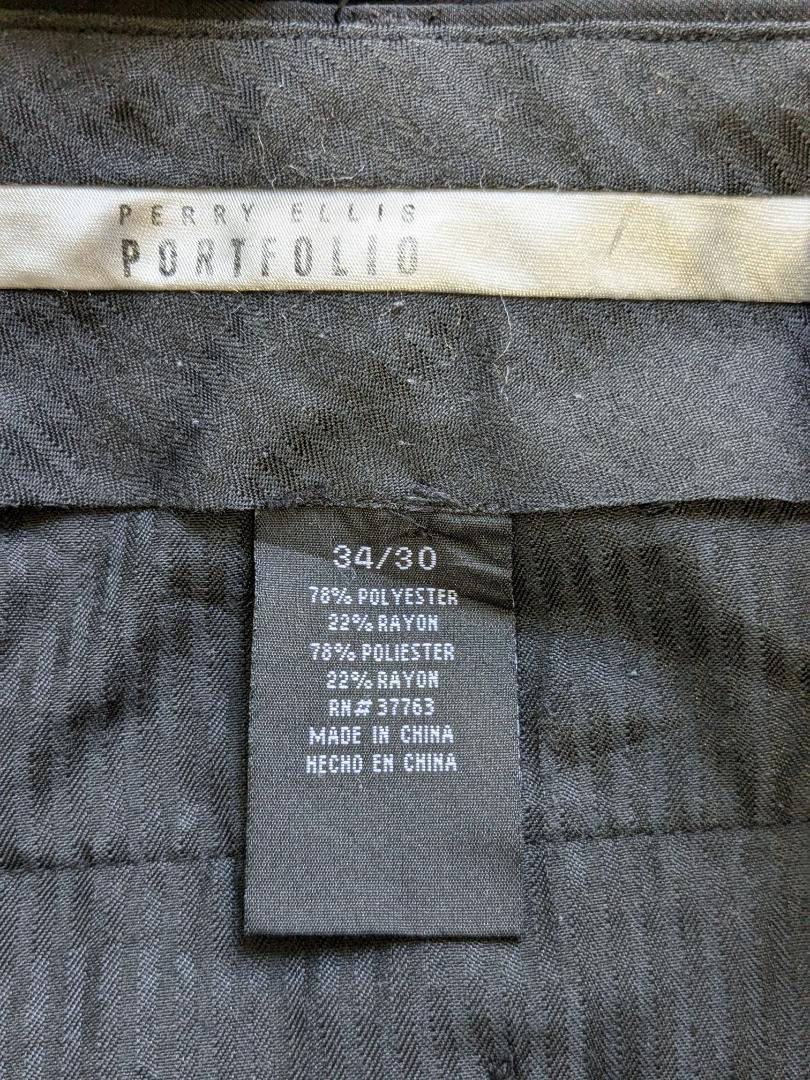 PERRY ELLIS
PORTFOLIO
34/30
78% POLYESTER
22% RAYON
78% POLIESTER
22% RAYON
RN# 37763
MADE IN CHINA
HECHO EN CHINA